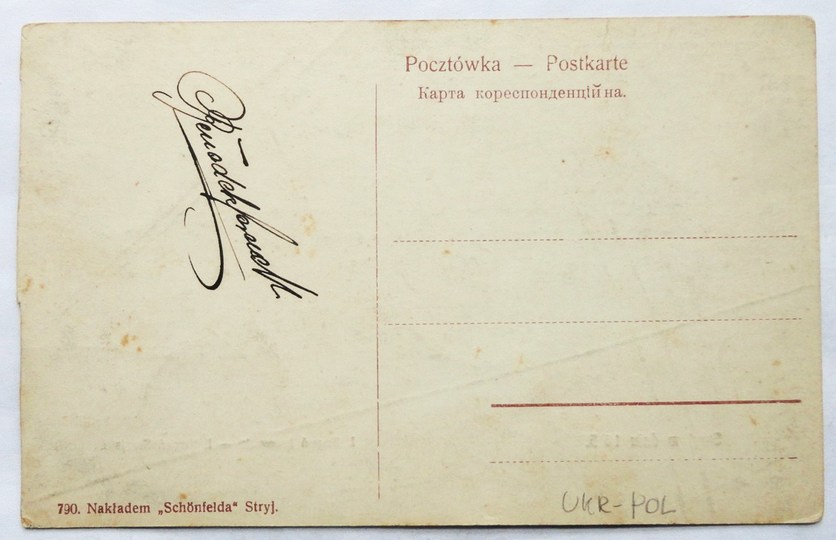 Pocztówka — Postkarte
Карта кореспонденційна.
790. Nakładem „Schönfelda" Stryj.
UKR-POL